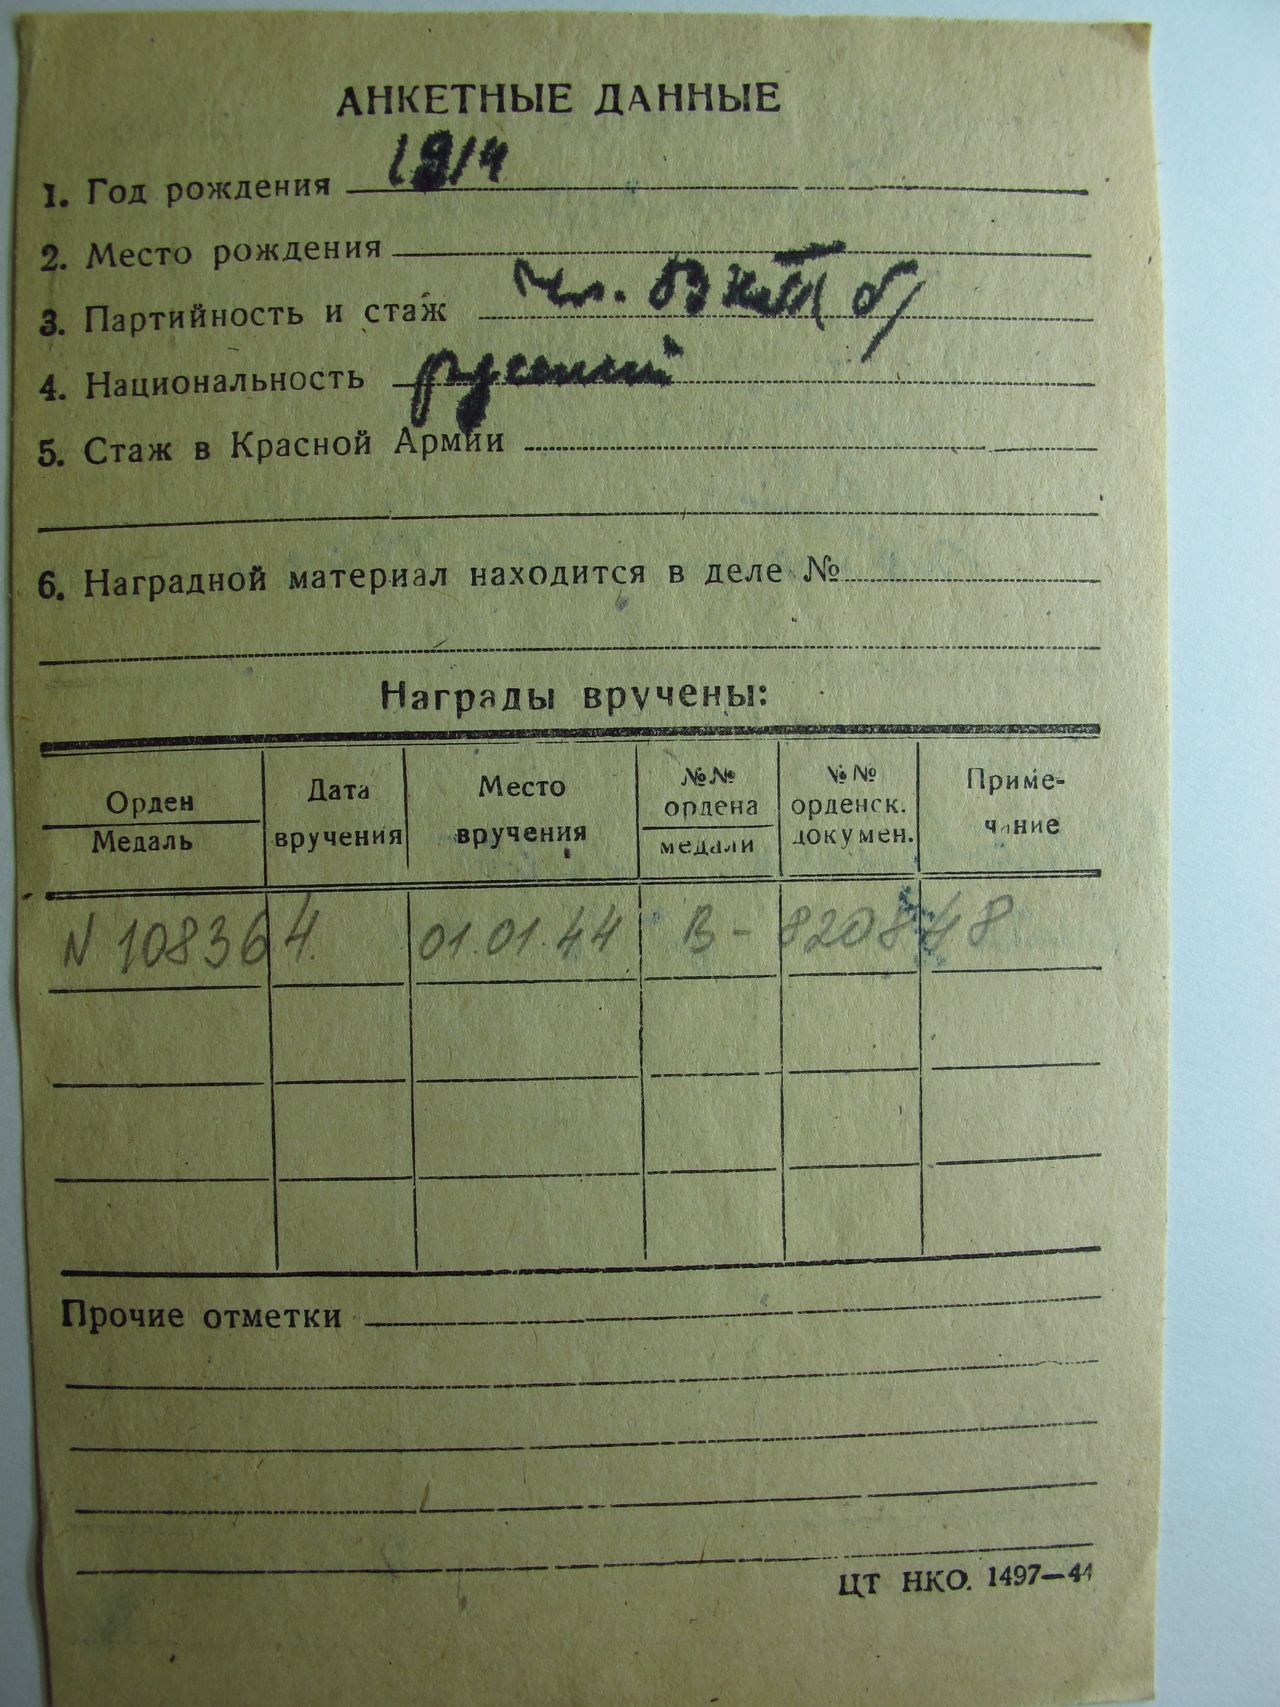 АНКЕТНЫЕ ДАННЫЕ
1. Год рождения 1914
2. Место рождения
3. Партийность и стаж чл. ВКП(б)
4. Национальность русский
5. Стаж в Красной Армии
6. Наградной материал находится в деле №
Награды вручены:
Орден Медаль Дата вручения Место вручения №№ ордена медали №№ орденск. докумен. Примечание
N 108364. 01.01.44 В-820848
Прочие отметки
ЦТ НКО. 1497—44